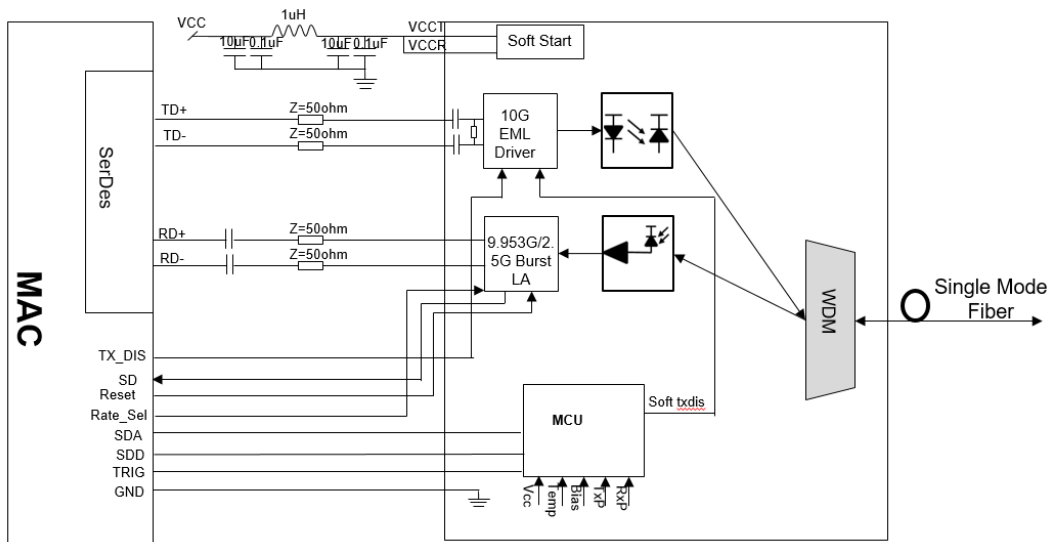 VCC
1uH
10uF
0.1uF
10uF
0.1uF
VCCT
VCCR
Soft Start
TD+
Z=50ohm
TD-
Z=50ohm
10G
EML
Driver
SerDes
RD+
Z=50ohm
RD-
Z=50ohm
9.953G/2.
5G Burst
LA
MAC
WDM
Single Mode
Fiber
TX_DIS
SD
Reset
Rate_Sel
SDA
SDD
TRIG
GND
MCU
Soft txdis
Vcc
Temp
Bias
TxP
RxP